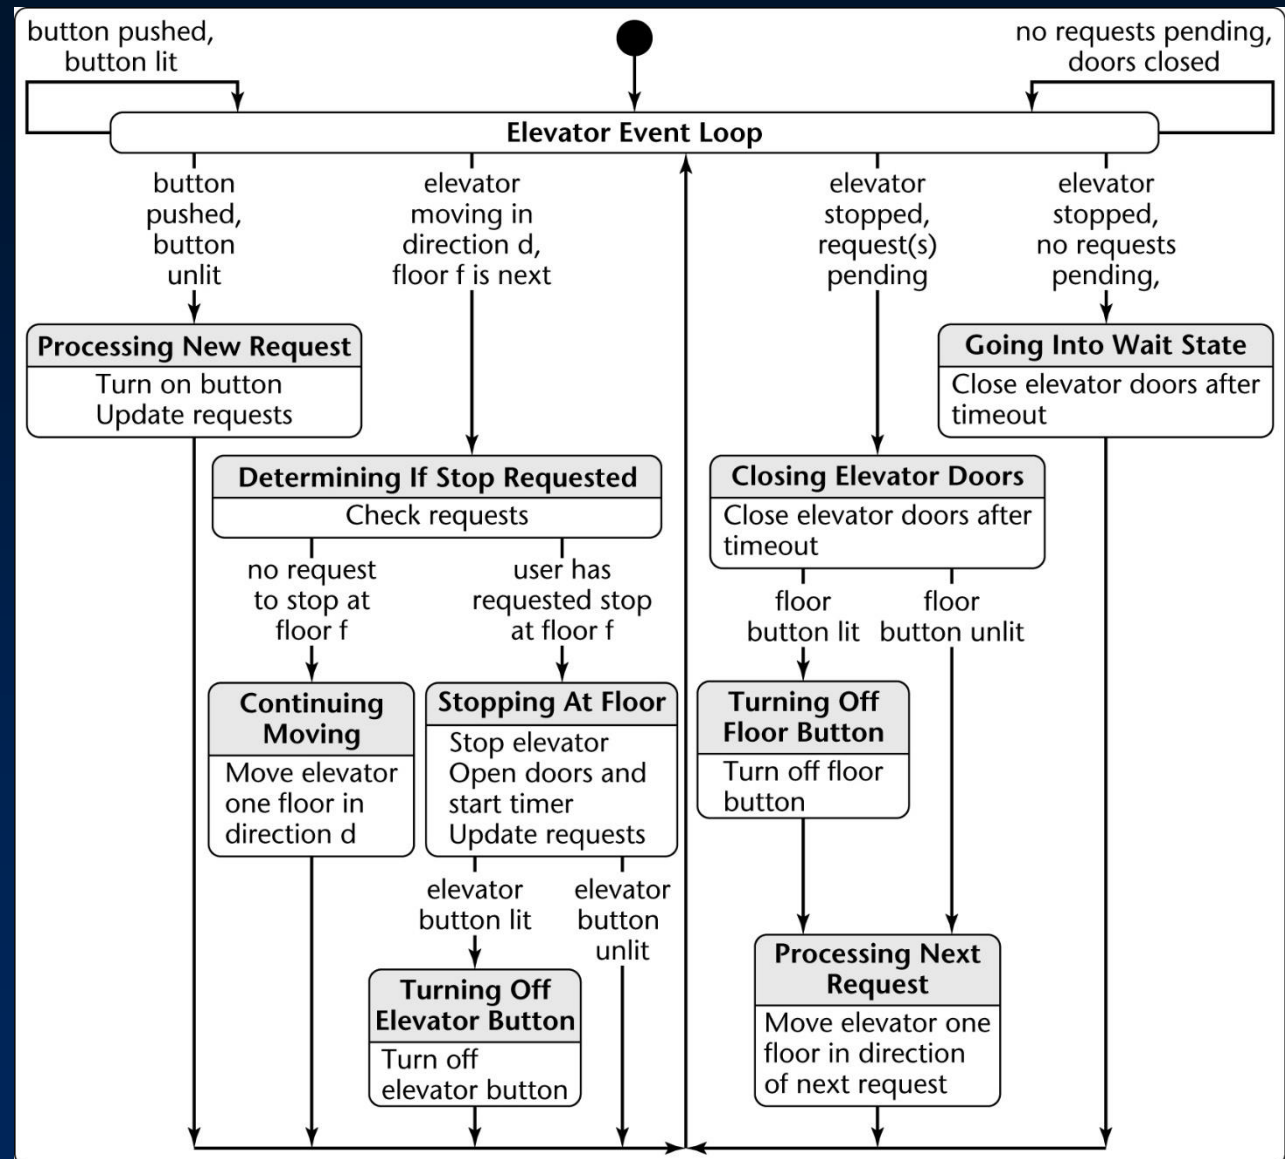 button pushed,
button lit
no requests pending,
doors closed
Elevator Event Loop
button
pushed,
button
unlit
elevator
moving in
direction d,
floor f is next
elevator
stopped,
request(s)
pending
elevator
stopped,
no requests
pending,
Processing New Request
Turn on button
Update requests
Going Into Wait State
Close elevator doors after
timeout
Determining If Stop Requested
Check requests
Closing Elevator Doors
Close elevator doors after
timeout
no request
to stop at
floor f
user has
requested stop
at floor f
floor
button lit
floor
button unlit
Continuing
Moving
Move elevator
one floor in
direction d
Stopping At Floor
Stop elevator
Open doors and
start timer
Update requests
Turning Off
Floor Button
Turn off floor
button
elevator
button lit
elevator
button
unlit
Turning Off
Elevator Button
Turn off
elevator button
Processing Next
Request
Move elevator one
floor in direction
of next request